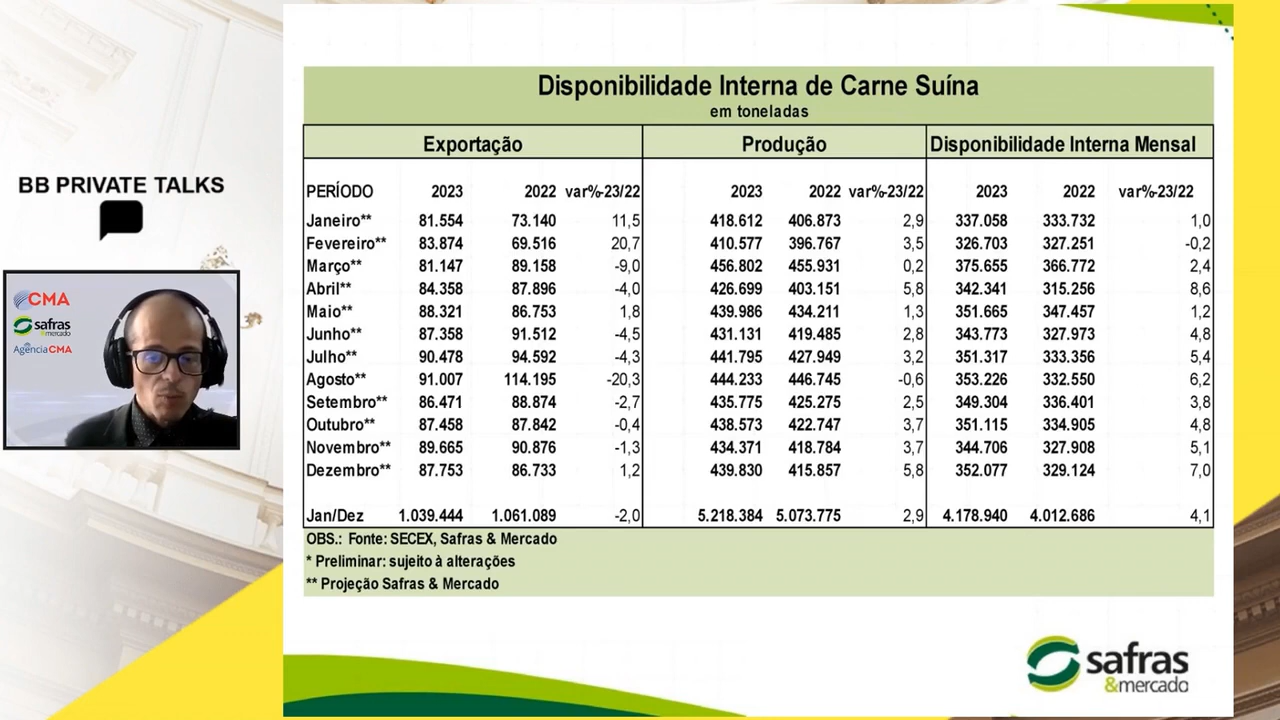 BB PRIVATE TALKS
CMA
safras
&mercado
Agência CMA
Disponibilidade Interna de Carne Suína
em toneladas
Exportação Produção Disponibilidade Interna Mensal
PERÍODO 2023 2022 var%-23/22 2023 2022 var%-23/22 2023 2022 var%-23/22
Janeiro** 81.554 73.140 11,5 418.612 406.873 2,9 337.058 333.732 1,0
Fevereiro** 83.874 69.516 20,7 410.577 396.767 3,5 326.703 327.251 -0,2
Março** 81.147 89.158 -9,0 456.802 455.931 0,2 375.655 366.772 2,4
Abril** 84.358 87.896 -4,0 426.699 403.151 5,8 342.341 315.256 8,6
Maio** 88.321 86.753 1,8 439.986 434.211 1,3 351.665 347.457 1,2
Junho** 87.358 91.512 -4,5 431.131 419.485 2,8 343.773 327.973 4,8
Julho** 90.478 94.592 -4,3 441.795 427.949 3,2 351.317 333.356 5,4
Agosto** 91.007 114.195 -20,3 444.233 446.745 -0,6 353.226 332.550 6,2
Setembro** 86.471 88.874 -2,7 435.775 425.275 2,5 349.304 336.401 3,8
Outubro** 87.458 87.842 -0,4 438.573 422.747 3,7 351.115 334.905 4,8
Novembro** 89.665 90.876 -1,3 434.371 418.784 3,7 344.706 327.908 5,1
Dezembro** 87.753 86.733 1,2 439.830 415.857 5,8 352.077 329.124 7,0
Jan/Dez 1.039.444 1.061.089 -2,0 5.218.384 5.073.775 2,9 4.178.940 4.012.686 4,1
OBS.: Fonte: SECEX, Safras & Mercado
* Preliminar: sujeito à alterações
** Projeção Safras & Mercado
safras
&mercado